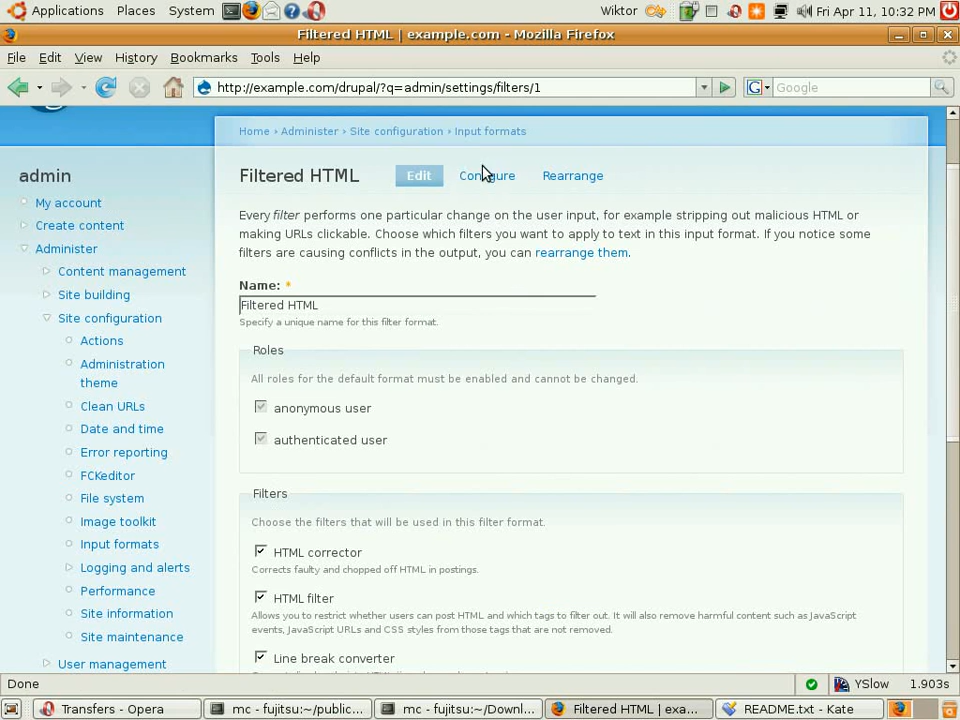 Applications Places System Wiktor Fri Apr 11, 10:32 PM
Filtered HTML | example.com - Mozilla Firefox
File Edit View History Bookmarks Tools Help
http://example.com/drupal/?q=admin/settings/filters/1 Google
Home › Administer › Site configuration › Input formats
admin
My account
Create content
Administer
Content management
Site building
Site configuration
Actions
Administration
theme
Clean URLs
Date and time
Error reporting
FCKeditor
File system
Image toolkit
Input formats
Logging and alerts
Performance
Site information
Site maintenance
User management
Filtered HTML Edit Configure Rearrange
Every filter performs one particular change on the user input, for example stripping out malicious HTML or
making URLs clickable. Choose which filters you want to apply to text in this input format. If you notice some
filters are causing conflicts in the output, you can rearrange them.
Name: *
Filtered HTML
Specify a unique name for this filter format.
Roles
All roles for the default format must be enabled and cannot be changed.
anonymous user
authenticated user
Filters
Choose the filters that will be used in this filter format.
HTML corrector
Corrects faulty and chopped off HTML in postings.
HTML filter
Allows you to restrict whether users can post HTML and which tags to filter out. It will also remove harmful content such as JavaScript
events, JavaScript URLs and CSS styles from those tags that are not removed.
Line break converter
Done YSlow 1.903s
Transfers - Opera mc - fujitsu:~/public... mc - fujitsu:~/Downl... Filtered HTML | exa... README.txt - Kate